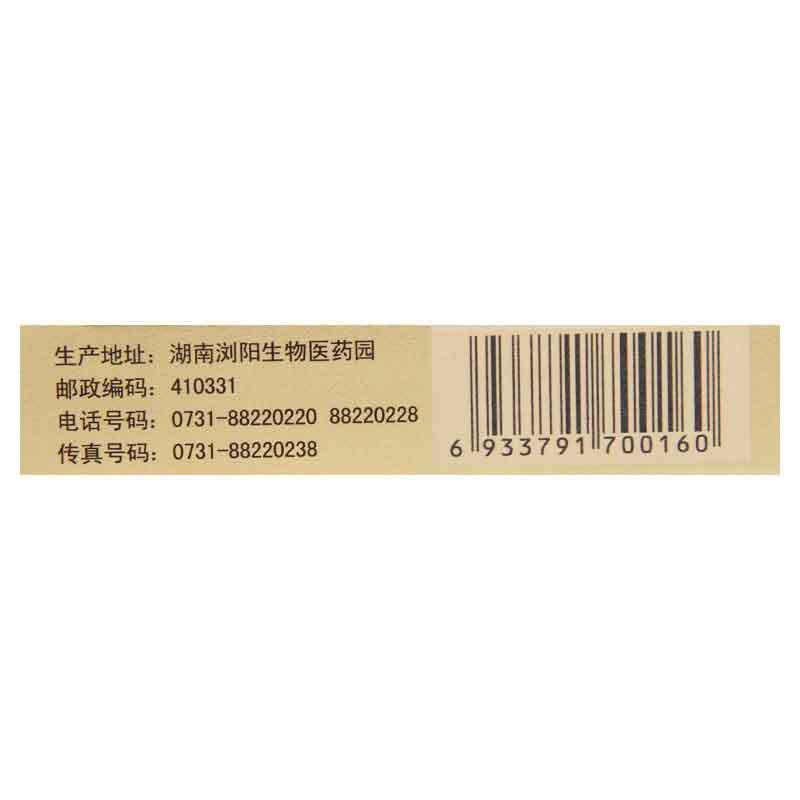 生产地址：湖南浏阳生物医药园
邮政编码：410331
电话号码：0731-88220220 88220228
传真号码：0731-88220238
6 933791 700160